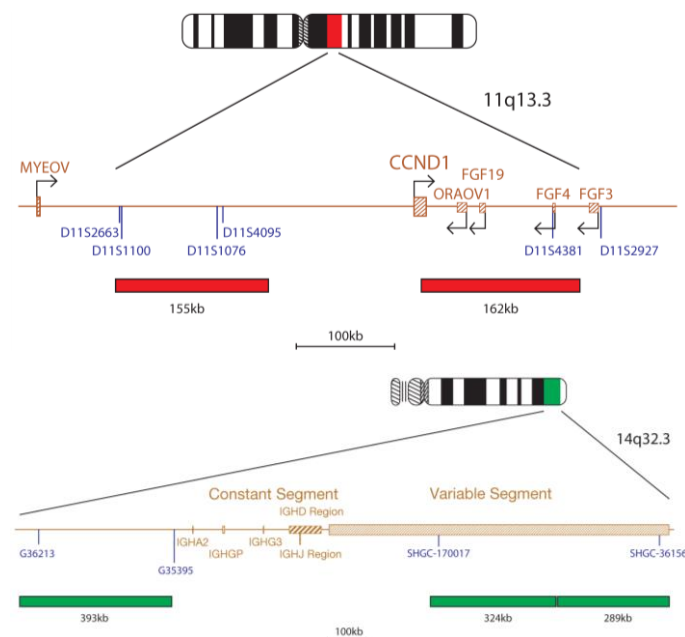 11q13.3
MYEOV
CCND1
FGF19
ORAOV1
FGF4
FGF3
D11S2663
D11S4095
D11S1100
D11S1076
D11S4381
D11S2927
155kb
162kb
100kb
14q32.3
Constant Segment
Variable Segment
IGHD Region
G36213
IGHA2
IGHG3
IGHGP
IGHJ Region
SHGC-170017
SHGC-36156
G35395
393kb
324kb
289kb
100kb